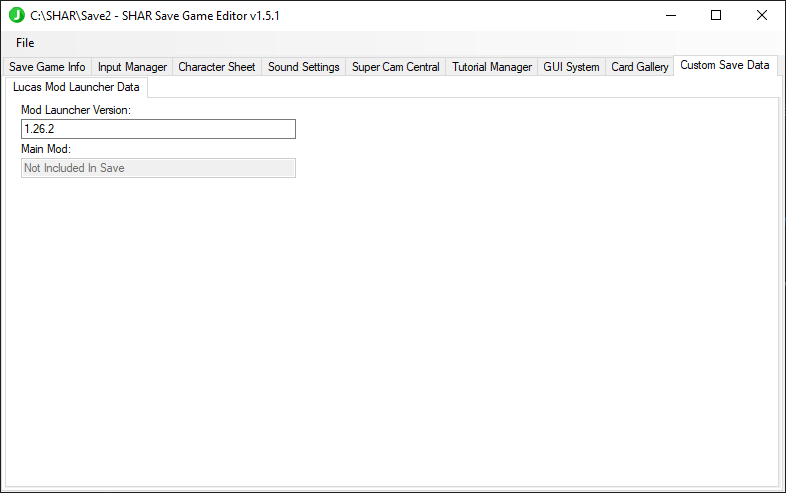 C:\SHAR\Save2 - SHAR Save Game Editor v1.5.1
File
Save Game Info Input Manager Character Sheet Sound Settings Super Cam Central Tutorial Manager GUI System Card Gallery Custom Save Data
Lucas Mod Launcher Data
Mod Launcher Version:
1.26.2
Main Mod:
Not Included In Save